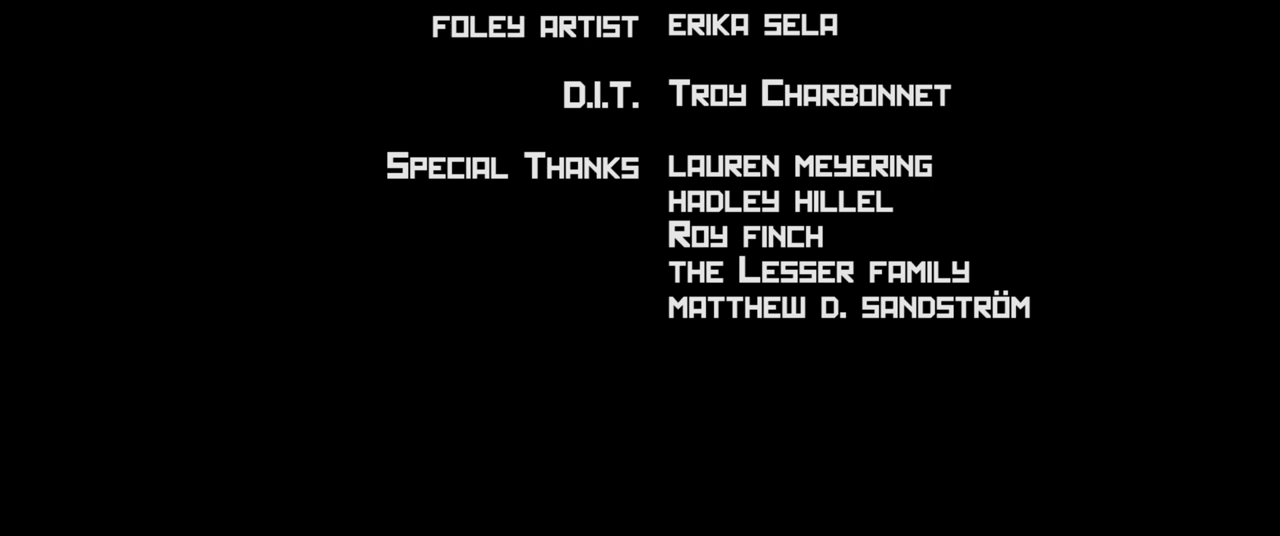 FOLEY ARTIST ERIKA SELA
D.I.T. TROY CHARBONNET
SPECIAL THANKS LAUREN MEYERING
HADLEY HILLEL
ROY FINCH
THE LESSER FAMILY
MATTHEW D. SANDSTRÖM